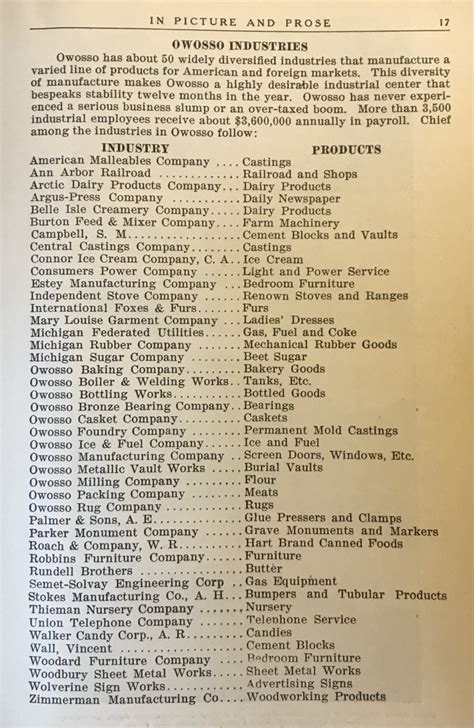 IN PICTURE AND PROSE 17
OWOSSO INDUSTRIES
Owosso has about 50 widely diversified industries that manufacture a
varied line of products for American and foreign markets. This diversity
of manufacture makes Owosso a highly desirable industrial center that
bespeaks stability twelve months in the year. Owosso has never experi-
enced a serious business slump or an over-taxed boom. More than 3,500
industrial employees receive about $3,600,000 annually in payroll. Chief
among the industries in Owosso follow:
INDUSTRY PRODUCTS
American Malleables Company .... Castings
Ann Arbor Railroad ............ Railroad and Shops
Arctic Dairy Products Company... Dairy Products
Argus-Press Company .......... Daily Newspaper
Belle Isle Creamery Company..... Dairy Products
Burton Feed & Mixer Company.... Farm Machinery
Campbell, S. M................. Cement Blocks and Vaults
Central Castings Company........ Castings
Connor Ice Cream Company, C. A.. Ice Cream
Consumers Power Company ...... Light and Power Service
Estey Manufacturing Company ... Bedroom Furniture
Independent Stove Company ...... Renown Stoves and Ranges
International Foxes & Furs....... Furs
Mary Louise Garment Company ... Ladies' Dresses
Michigan Federated Utilities...... Gas, Fuel and Coke
Michigan Rubber Company ....... Mechanical Rubber Goods
Michigan Sugar Company ........ Beet Sugar
Owosso Baking Company......... Bakery Goods
Owosso Boiler & Welding Works.. Tanks, Etc.
Owosso Bottling Works.......... Bottled Goods
Owosso Bronze Bearing Company.. Bearings
Owosso Casket Company......... Caskets
Owosso Foundry Company ....... Permanent Mold Castings
Owosso Ice & Fuel Company..... Ice and Fuel
Owosso Manufacturing Company .. Screen Doors, Windows, Etc.
Owosso Metallic Vault Works ..... Burial Vaults
Owosso Milling Company ........ Flour
Owosso Packing Company ....... Meats
Owosso Rug Company .......... Rugs
Palmer & Sons, A. E............. Glue Pressers and Clamps
Parker Monument Company ...... Grave Monuments and Markers
Roach & Company, W. R......... Hart Brand Canned Foods
Robbins Furniture Company...... Furniture
Rundell Brothers ............... Butter
Semet-Solvay Engineering Corp .. Gas Equipment
Stokes Manufacturing Co., A. H... Bumpers and Tubular Products
Thieman Nursery Company ...... Nursery
Union Telephone Company ....... Telephone Service
Walker Candy Corp., A. R........ Candies
Wall, Vincent .................. Cement Blocks
Woodard Furniture Company .... Bedroom Furniture
Woodbury Sheet Metal Works.... Sheet Metal Works
Wolverine Sign Works........... Advertising Signs
Zimmerman Manufacturing Co.... Woodworking Products